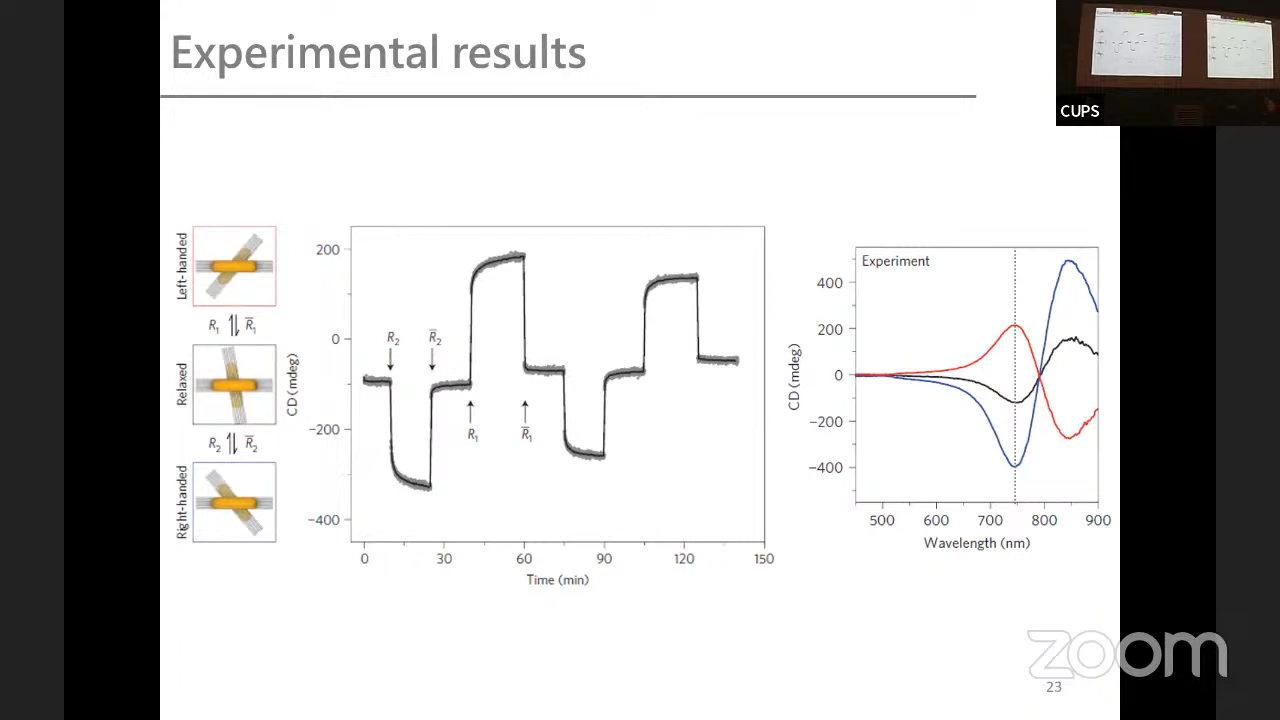 Experimental results
CUPS
Left-handed
R1 R̅1
Relaxed
R2 R̅2
Right-handed
CD (mdeg)
200
0
−200
−400
R2
R̅2
R1
R̅1
0 30 60 90 120 150
Time (min)
Experiment
CD (mdeg)
400
200
0
−200
−400
500 600 700 800 900
Wavelength (nm)
zoom
23